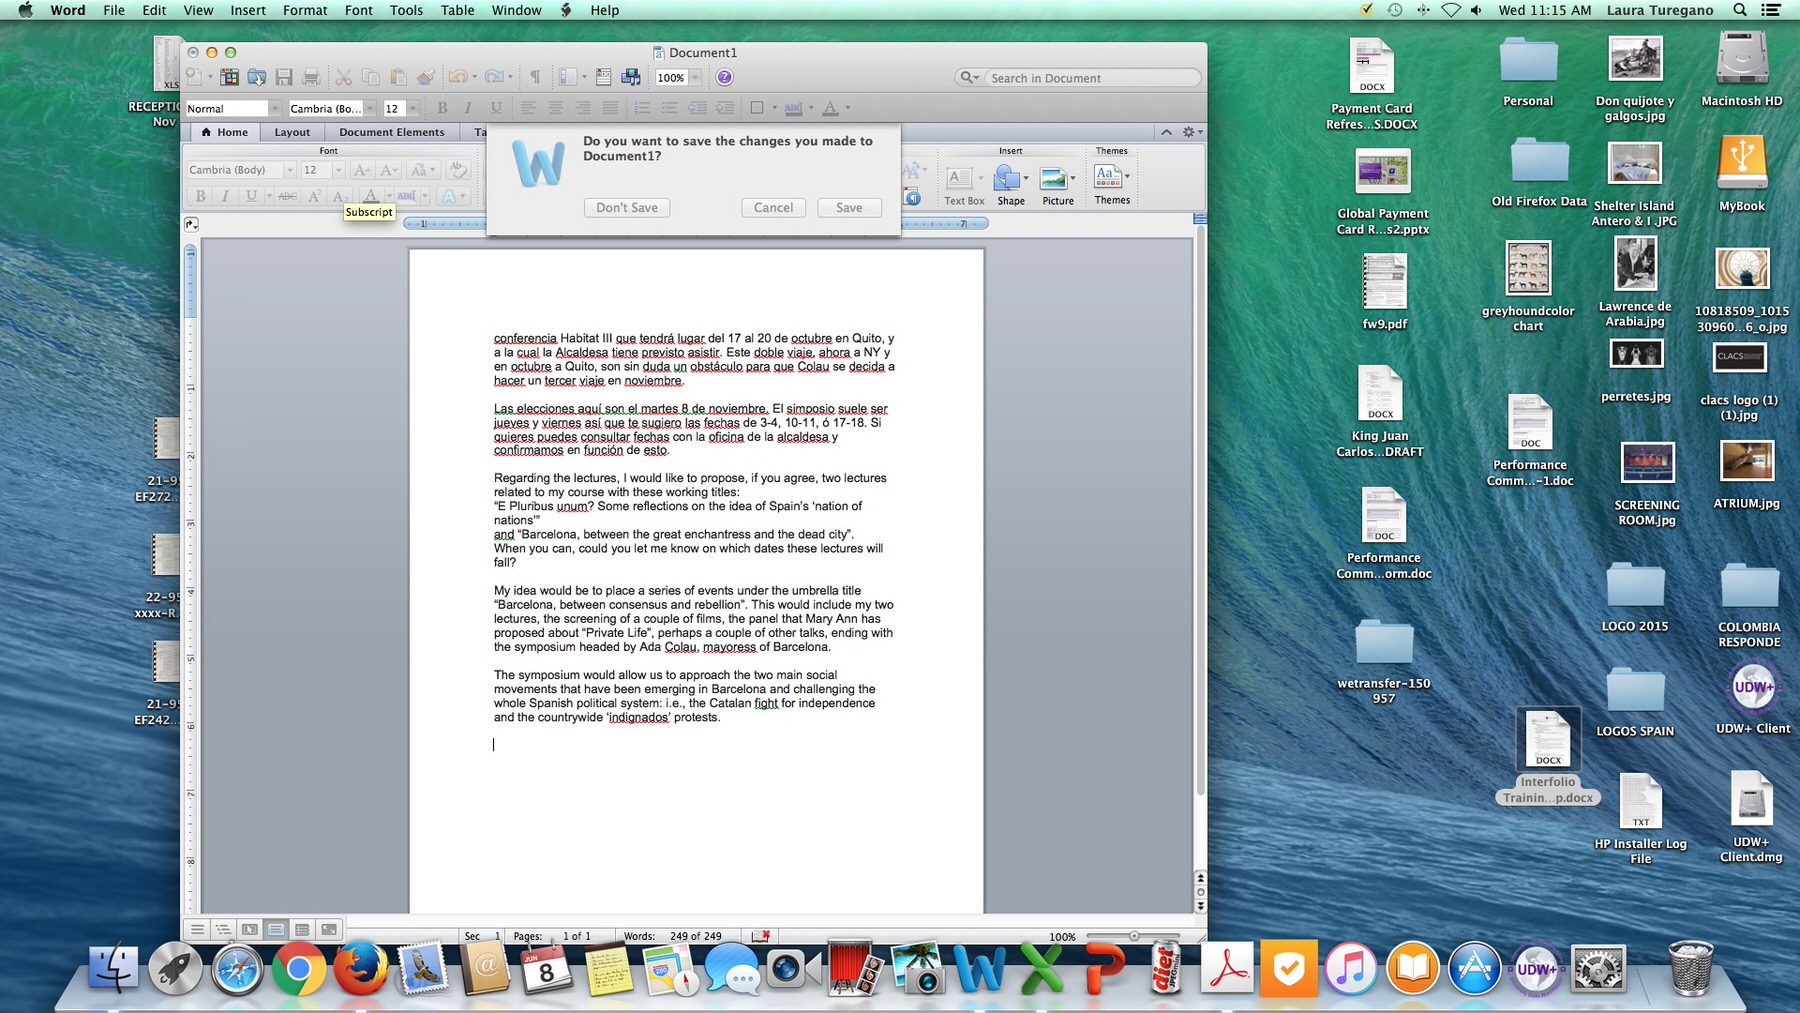 Word File Edit View Insert Format Font Tools Table Window Help
Wed 11:15 AM Laura Turegano
Document1
100%
Search in Document
Normal Cambria (Bo... 12 B I U
Home Layout Document Elements Ta
Font Insert Themes
Cambria (Body) 12
Text Box Shape Picture Themes
Subscript
Do you want to save the changes you made to
Document1?
Don't Save Cancel Save
conferencia Habitat III que tendrá lugar del 17 al 20 de octubre en Quito, y
a la cual la Alcaldesa tiene previsto asistir. Este doble viaje, ahora a NY y
en octubre a Quito, son sin duda un obstáculo para que Colau se decida a
hacer un tercer viaje en noviembre.
Las elecciones aquí son el martes 8 de noviembre. El simposio suele ser
jueves y viernes así que te sugiero las fechas de 3-4, 10-11, ó 17-18. Si
quieres puedes consultar fechas con la oficina de la alcaldesa y
confirmamos en función de esto.
Regarding the lectures, I would like to propose, if you agree, two lectures
related to my course with these working titles:
“E Pluribus unum? Some reflections on the idea of Spain’s ‘nation of
nations’”
and “Barcelona, between the great enchantress and the dead city”.
When you can, could you let me know on which dates these lectures will
fall?
My idea would be to place a series of events under the umbrella title
“Barcelona, between consensus and rebellion”. This would include my two
lectures, the screening of a couple of films, the panel that Mary Ann has
proposed about “Private Life”, perhaps a couple of other talks, ending with
the symposium headed by Ada Colau, mayoress of Barcelona.
The symposium would allow us to approach the two main social
movements that have been emerging in Barcelona and challenging the
whole Spanish political system: i.e., the Catalan fight for independence
and the countrywide ‘indignados’ protests.
Sec 1 Pages: 1 of 1 Words: 249 of 249 100%
XLS
RECEPTIO
Nov
21-95
EF272...
22-95
xxxx-R...
21-95
EF242...
DOCX
Payment Card
Refres...S.DOCX
Global Payment
Card R...s2.pptx
fw9.pdf
DOCX
King Juan
Carlos...DRAFT
DOC
Performance
Comm...orm.doc
wetransfer-150
957
Personal
Old Firefox Data
greyhoundcolor
chart
DOC
Performance
Comm...-1.doc
DOCX
Interfolio
Trainin...p.docx
Don quijote y
galgos.jpg
Shelter Island
Antero & I .JPG
Lawrence de
Arabia.jpg
perretes.jpg
SCREENING
ROOM.jpg
LOGO 2015
LOGOS SPAIN
TXT
HP Installer Log
File
Macintosh HD
MyBook
10818509_1015
30960...6_o.jpg
CLACS
clacs logo (1)
(1).jpg
ATRIUM.jpg
COLOMBIA
RESPONDE
UDW+
UDW+ Client
UDW+
Client.dmg
JUN
8
280
diet
UDW+